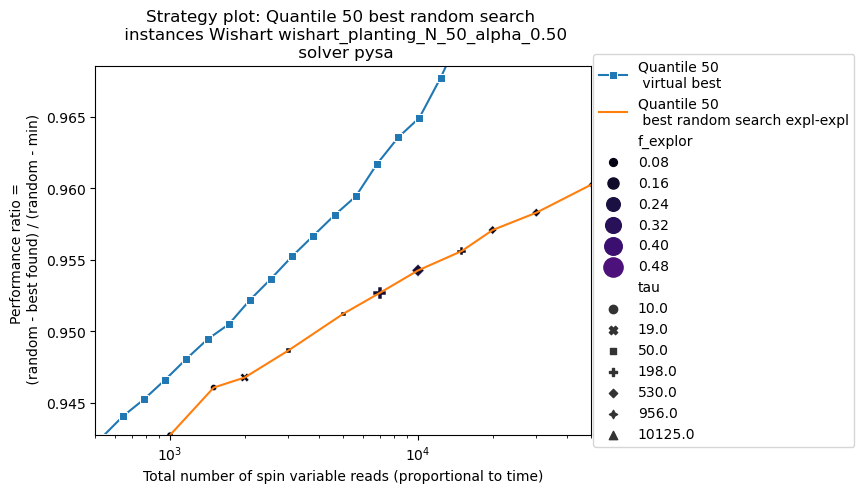 Strategy plot: Quantile 50 best random search
instances Wishart wishart_planting_N_50_alpha_0.50
solver pysa
Performance ratio =
(random - best found) / (random - min)
0.965
0.960
0.955
0.950
0.945
10^3
10^4
Total number of spin variable reads (proportional to time)
Quantile 50
virtual best
Quantile 50
best random search expl-expl
f_explor
0.08
0.16
0.24
0.32
0.40
0.48
tau
10.0
19.0
50.0
198.0
530.0
956.0
10125.0